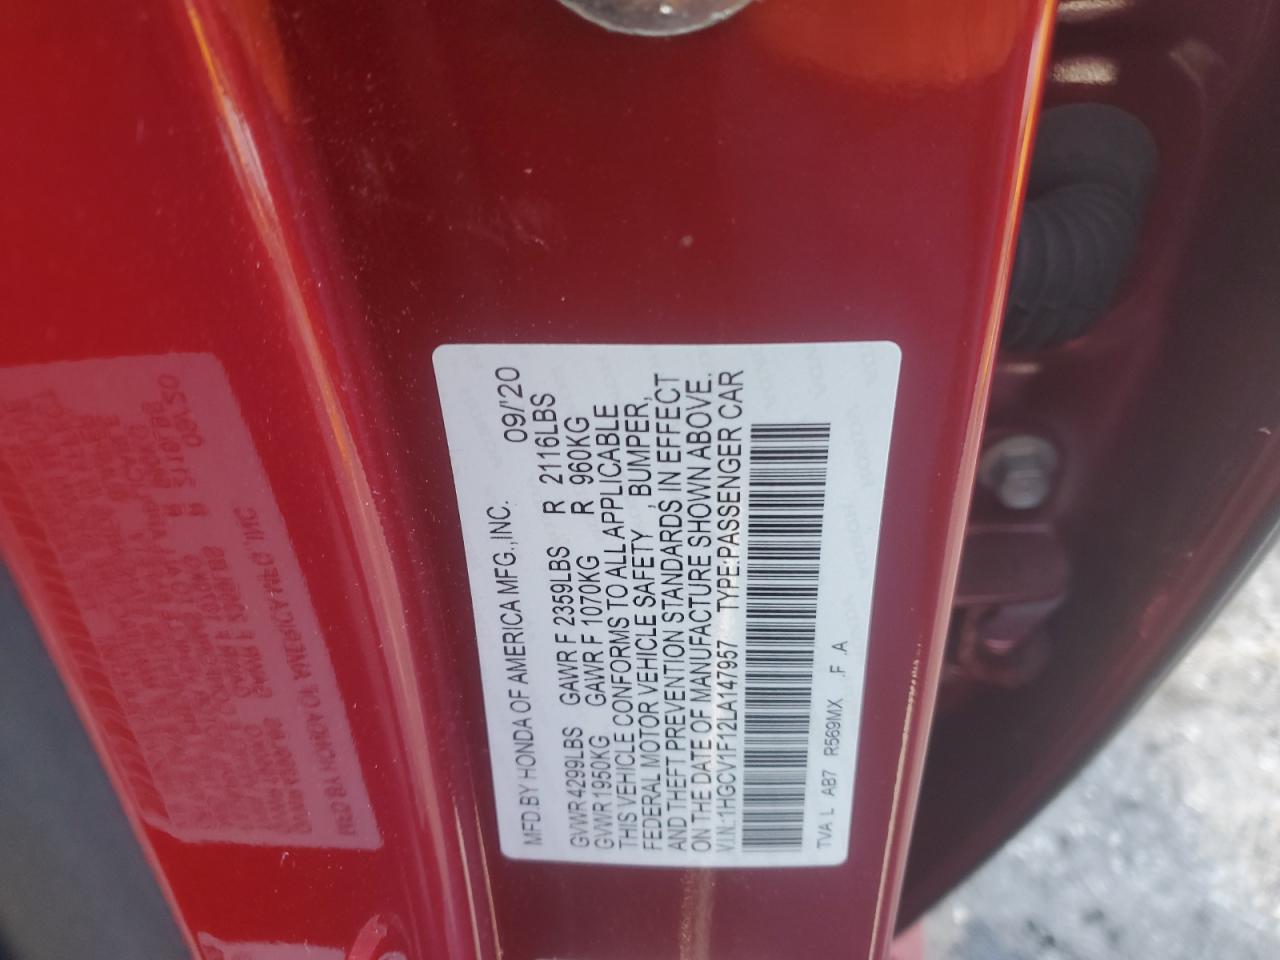 MFD.BY HONDA OF AMERICA MFG.,INC. 09/'20
GVWR 4299LBS GAWR F 2359LBS R 2116LBS
GVWR 1950KG GAWR F 1070KG R 960KG
THIS VEHICLE CONFORMS TO ALL APPLICABLE
FEDERAL MOTOR VEHICLE SAFETY , BUMPER,
AND THEFT PREVENTION STANDARDS IN EFFECT
ON THE DATE OF MANUFACTURE SHOWN ABOVE.
V.I.N.:1HGCV1F12LA147957 TYPE:PASSENGER CAR
TVA L AB7 R569MX .F .A